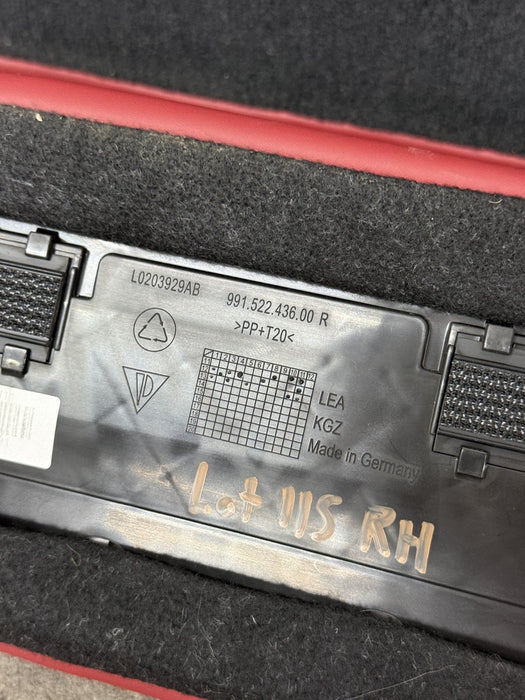 L0203929AB
991.522.436.00 R
>PP+T20<
LEA
KGZ
Made in Germany
Lot 115 RH